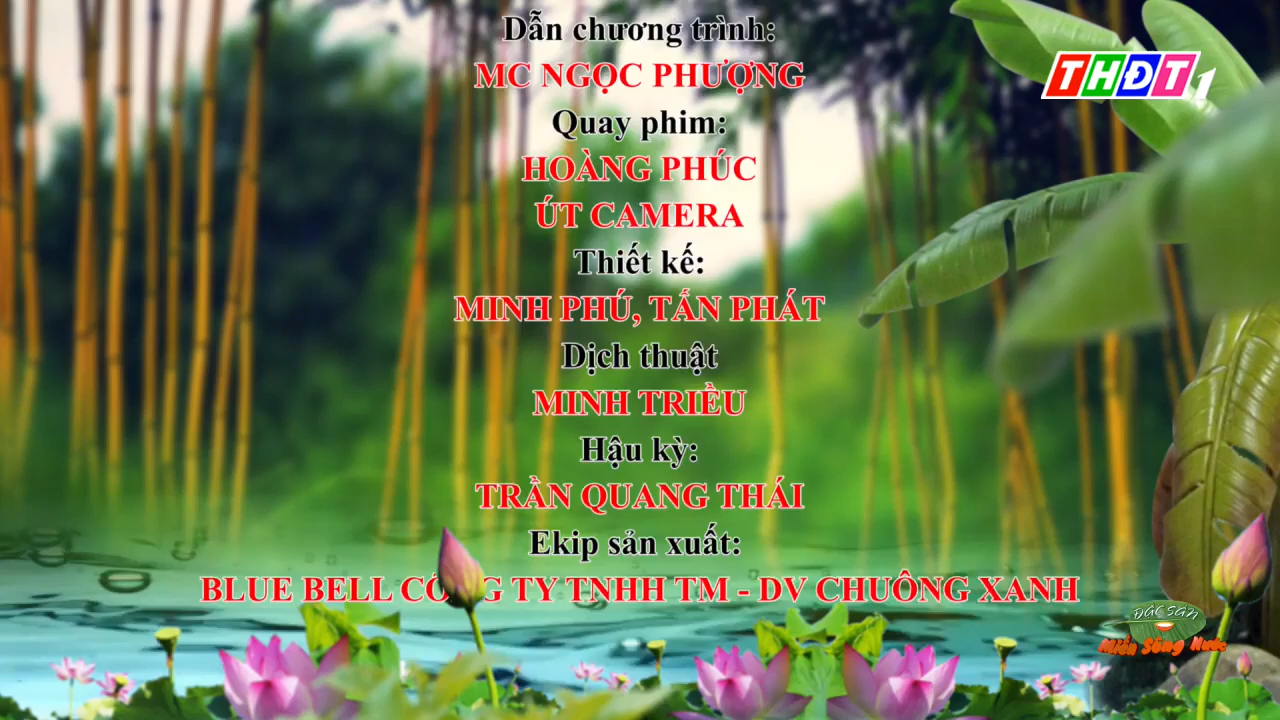 Dẫn chương trình:
MC NGỌC PHƯỢNG
THĐT1
Quay phim:
HOÀNG PHÚC
ÚT CAMERA
Thiết kế:
MINH PHÚ, TẤN PHÁT
Dịch thuật
MINH TRIỀU
Hậu kỳ:
TRẦN QUANG THÁI
Ekip sản xuất:
BLUE BELL CÔNG TY TNHH TM - DV CHUÔNG XANH
ĐẶC SẢN
Miền Sông Nước